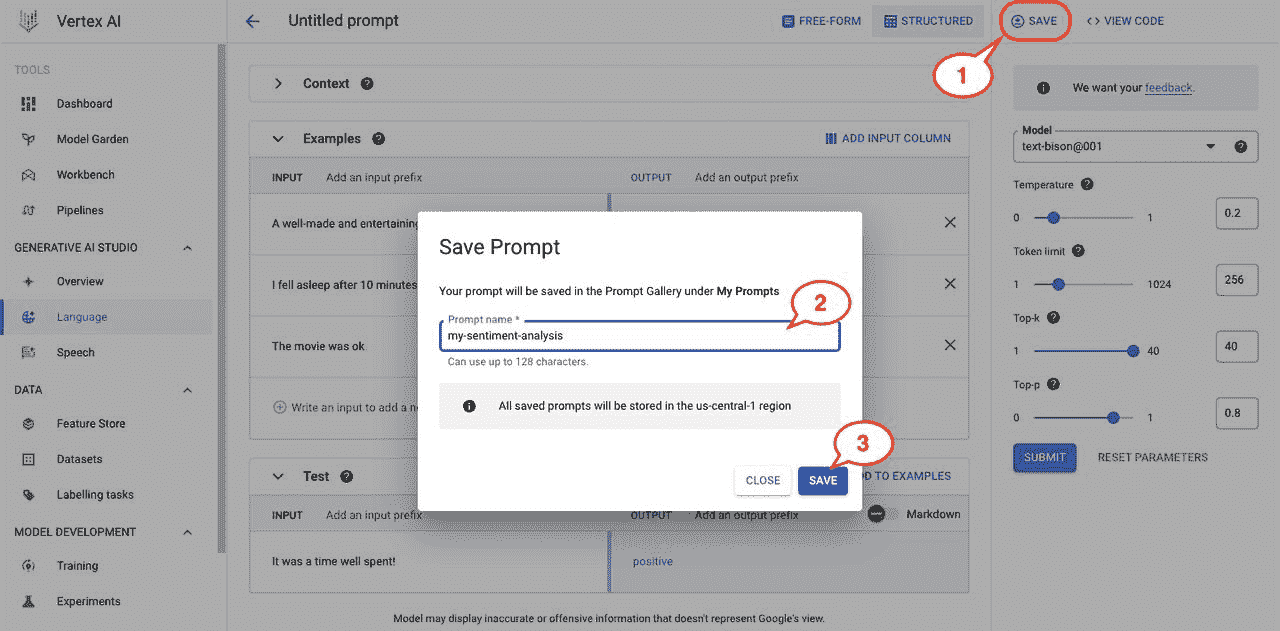 Vertex AI
Untitled prompt
FREE-FORM
STRUCTURED
SAVE
<> VIEW CODE
1
TOOLS
Dashboard
Model Garden
Workbench
Pipelines
GENERATIVE AI STUDIO
Overview
Language
Speech
DATA
Feature Store
Datasets
Labelling tasks
MODEL DEVELOPMENT
Training
Experiments
Context
Examples
ADD INPUT COLUMN
INPUT Add an input prefix
OUTPUT Add an output prefix
A well-made and entertaining
I fell asleep after 10 minutes
The movie was ok
Write an input to add a
Test
TO EXAMPLES
INPUT Add an input prefix
OUTPUT Add an output prefix
Markdown
It was a time well spent!
positive
Model may display inaccurate or offensive information that doesn't represent Google's view.
Save Prompt
Your prompt will be saved in the Prompt Gallery under My Prompts
2
Prompt name *
my-sentiment-analysis
Can use up to 128 characters.
All saved prompts will be stored in the us-central-1 region
3
CLOSE
SAVE
We want your feedback.
Model
text-bison@001
Temperature
0 1 0.2
Token limit
1 1024 256
Top-k
1 40 40
Top-p
0 1 0.8
SUBMIT
RESET PARAMETERS